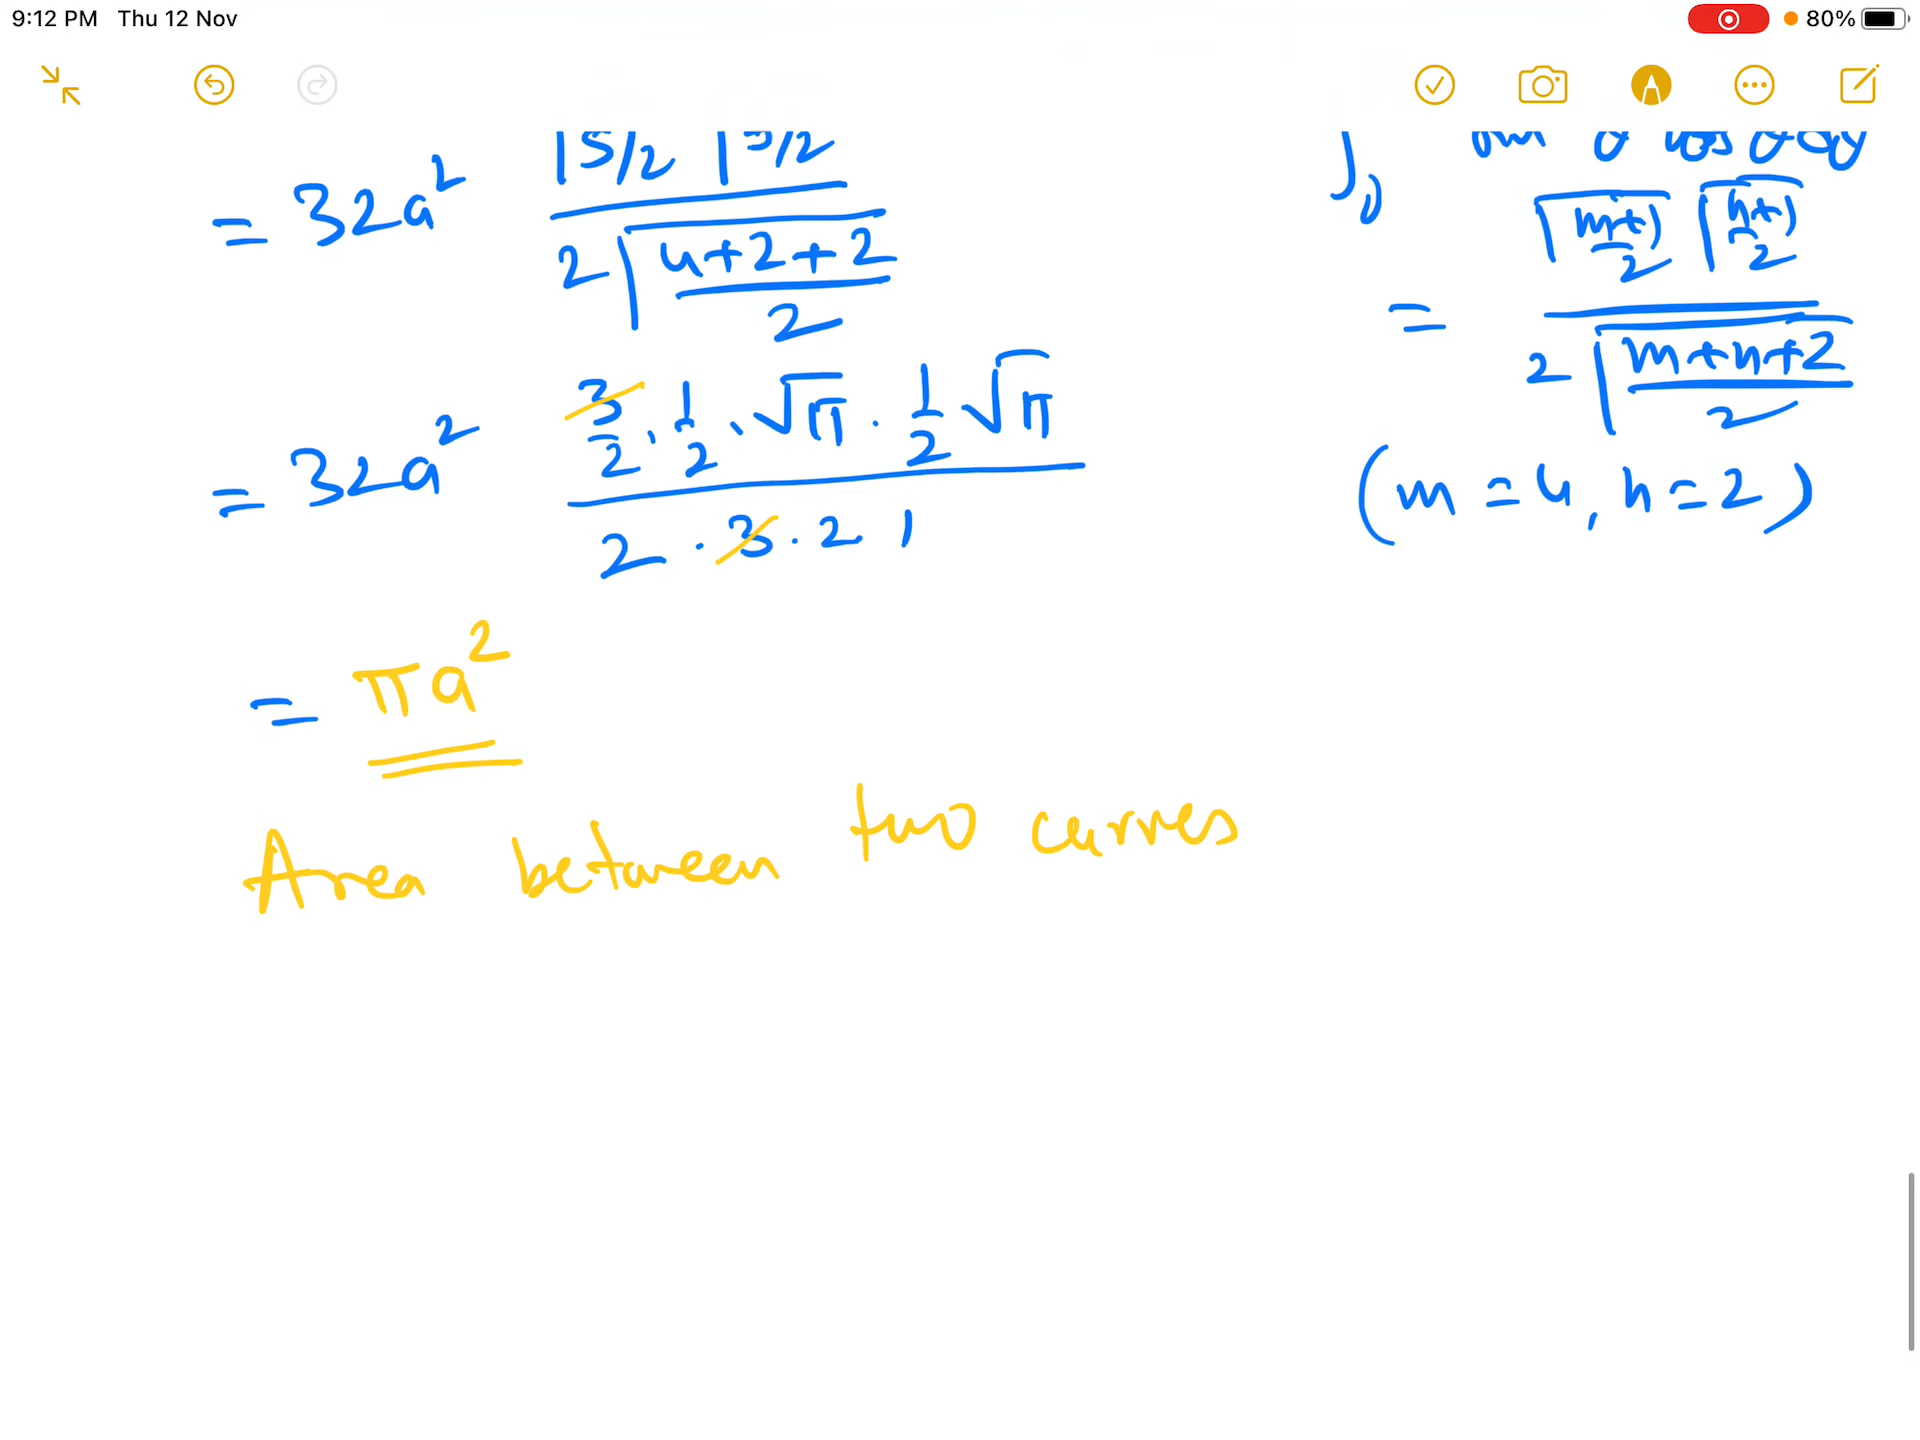 9:12 PM Thu 12 Nov 80%
= 32a² Γ5/2 Γ3/2 / 2 Γ(4+2+2)/2
= Γ(m+1)/2 Γ(n+1)/2 / 2 Γ(m+n+2)/2
= 32a² 3/2 · 1/2 · √π · 1/2 √π / 2 · 3 · 2 1
(m = 4, n = 2)
= πa²
Area between two curves